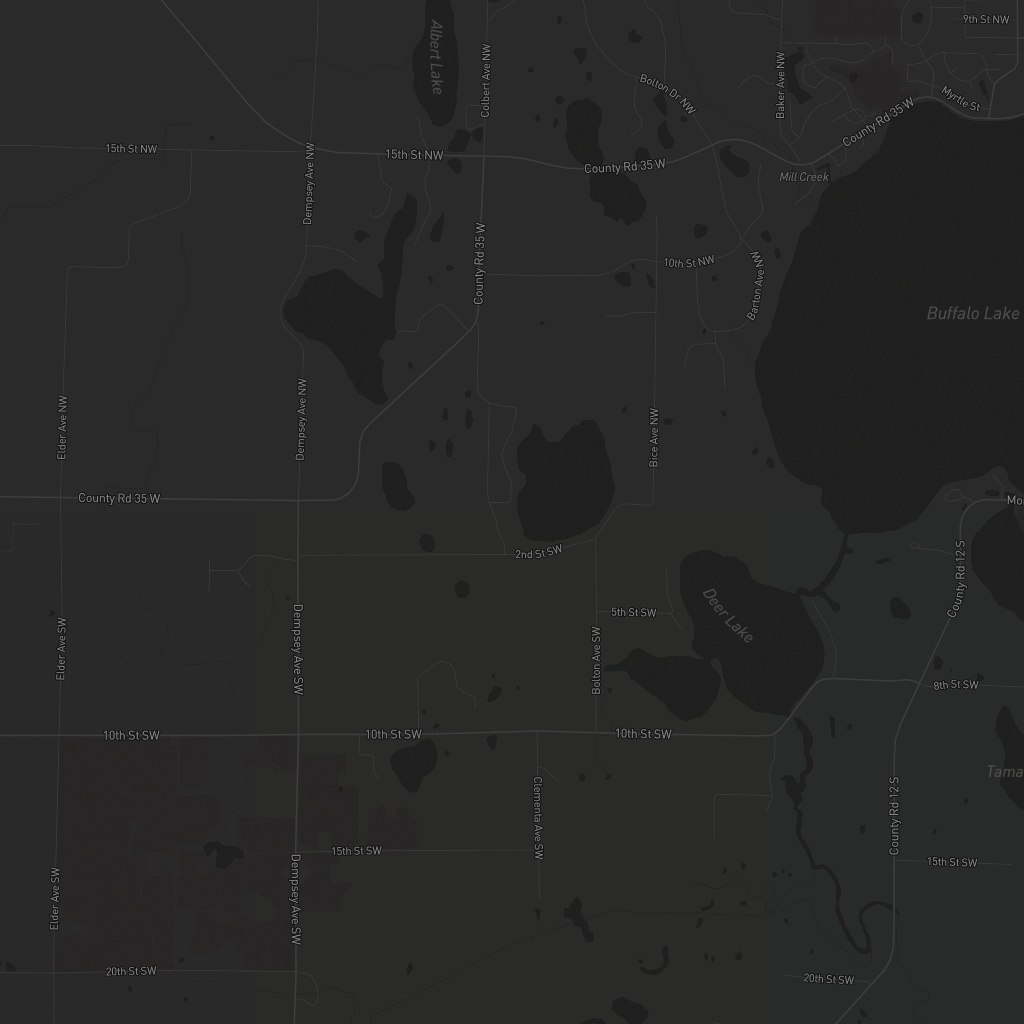 9th St NW
Albert Lake
Colbert Ave NW
Bolton Dr NW
Baker Ave NW
Myrtle St
County Rd 35 W
15th St NW
Dempsey Ave NW
15th St NW
County Rd 35 W
Mill Creek
County Rd 35 W
10th St NW
Barton Ave NW
Buffalo Lake
Elder Ave NW
Dempsey Ave NW
Bice Ave NW
County Rd 35 W
2nd St SW
County Rd 12 S
Deer Lake
5th St SW
Elder Ave SW
Dempsey Ave SW
Bolton Ave SW
8th St SW
10th St SW
10th St SW
10th St SW
Tama
Clementa Ave SW
County Rd 12 S
15th St SW
15th St SW
Elder Ave SW
Dempsey Ave SW
20th St SW
20th St SW